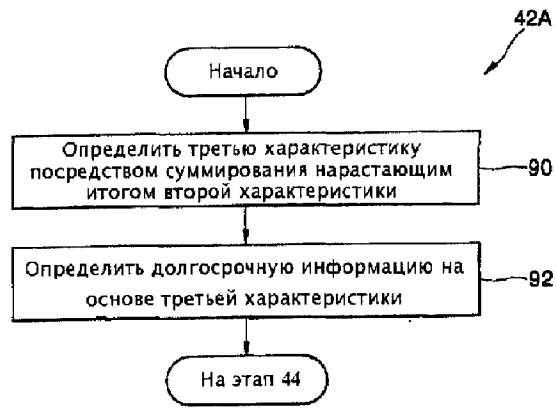 42A
Начало
Определить третью характеристику
посредством суммирования нарастающим
итогом второй характеристики
90
Определить долгосрочную информацию на
основе третьей характеристики
92
На этап 44